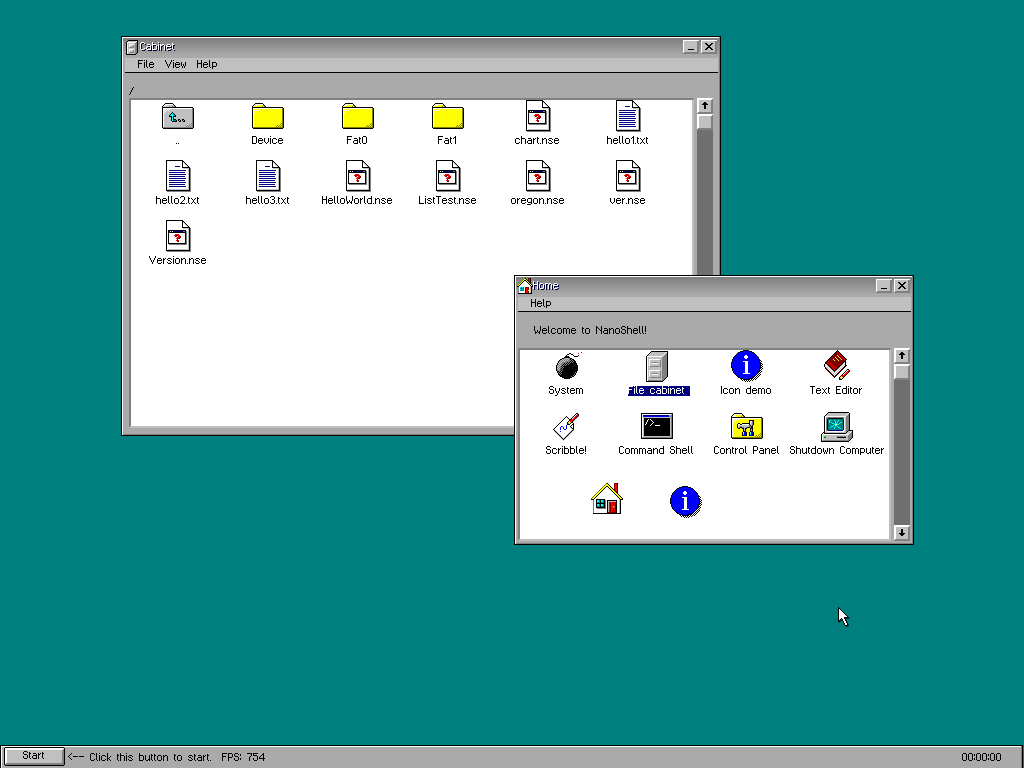 Cabinet
File View Help
/
.. Device Fat0 Fat1 chart.nse hello1.txt
hello2.txt hello3.txt HelloWorld.nse ListTest.nse oregon.nse ver.nse
Version.nse
Home
Help
Welcome to NanoShell!
System File cabinet Icon demo Text Editor
Scribble! Command Shell Control Panel Shutdown Computer
Start <-- Click this button to start. FPS: 754 00:00:00